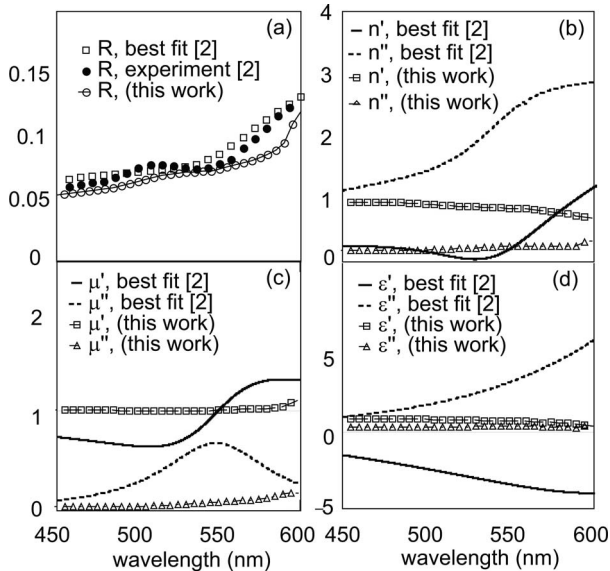 (a)
R, best fit [2]
R, experiment [2]
R, (this work)
0.15
0.1
0.05
0
(b)
n', best fit [2]
n", best fit [2]
n', (this work)
n", (this work)
4
3
2
1
0
(c)
μ', best fit [2]
μ", best fit [2]
μ', (this work)
μ", (this work)
2
1
0
450 500 550 600
wavelength (nm)
(d)
ε', best fit [2]
ε", best fit [2]
ε', (this work)
ε", (this work)
5
0
−5
450 500 550 600
wavelength (nm)